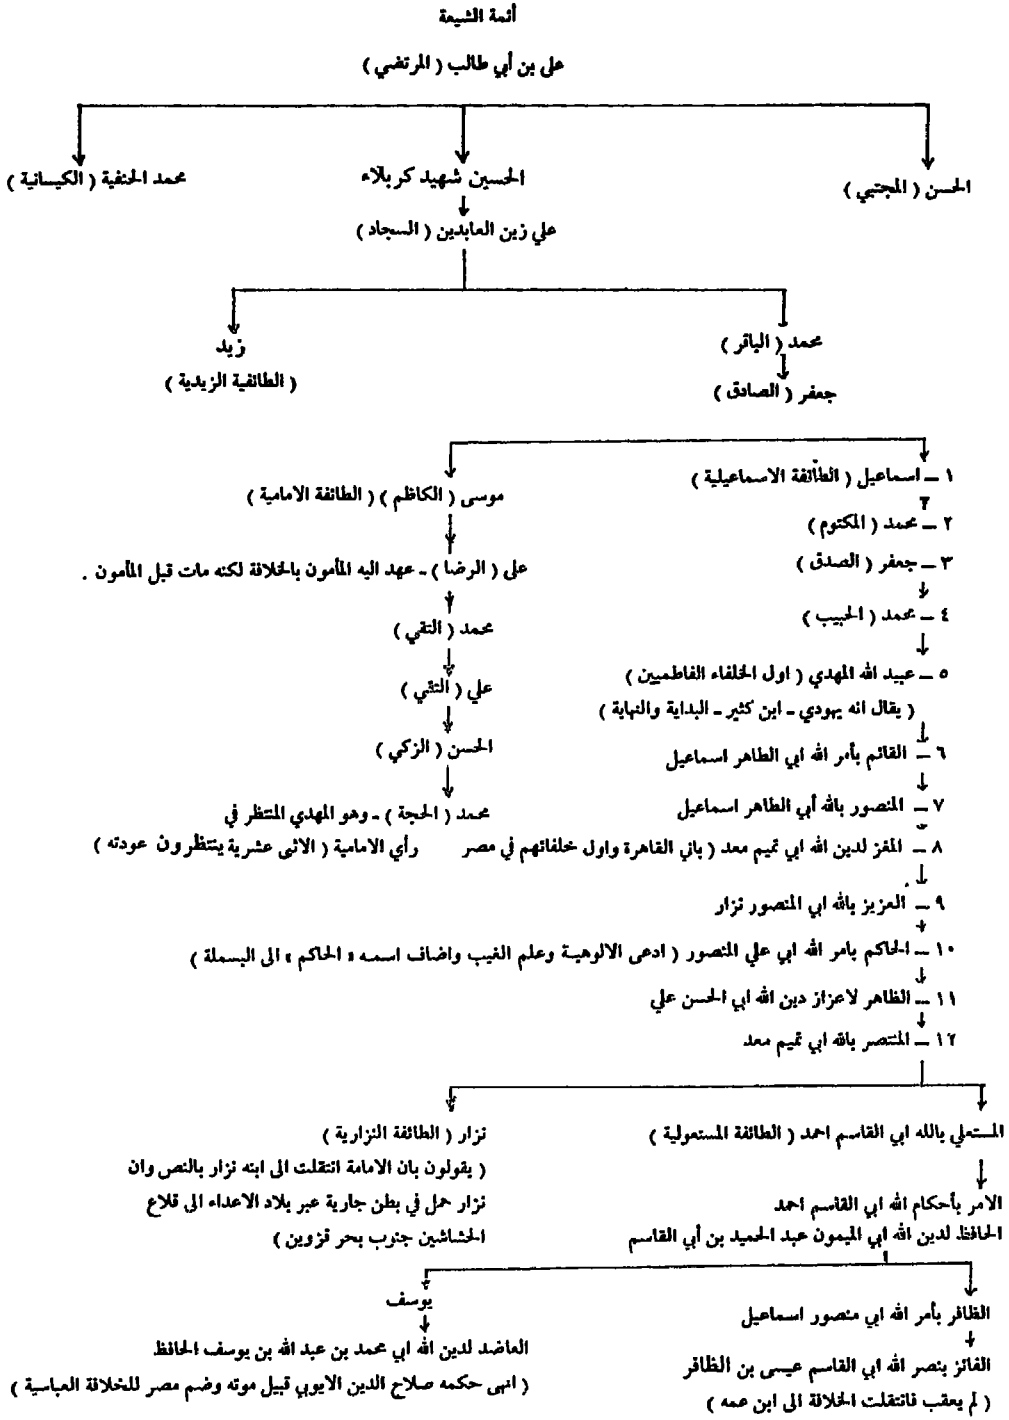 أئمة الشيعة
على بن أبي طالب ( المرتضي )
الحسن ( المجتبي )
الحسين شهيد كربلاء
محمد الحنفية ( الكيسانية )
علي زين العابدين ( السجاد )
محمد ( الباقر )
زيد
( الطائفية الزيدية )
جعفر ( الصادق )
١ – اسماعيل ( الطائفة الاسماعيلية )
٢ – محمد ( المكتوم )
٣ – جعفر ( الصدق )
٤ – محمد ( الحبيب )
٥ – عبيد الله المهدي ( اول الخلفاء الفاطميين )
( يقال انه يهودي – ابن كثير – البداية والنهاية )
٦ – القائم بأمر الله ابي الطاهر اسماعيل
٧ – المنصور بالله أبي الطاهر اسماعيل
٨ – المغز لدين الله ابي تميم معد ( باني القاهرة واول خلفائهم في مصر
٩ – العزيز بالله ابي المنصور نزار
١٠ – الحاكم بامر الله ابي علي المنصور ( ادعى الالوهية وعلم الغيب واضاف اسمه « الحاكم » الى البسملة )
١١ – الظاهر لاعزاز دين الله ابي الحسن علي
١٢ – المنتصر بالله ابي تميم معد
موسى ( الكاظم ) ( الطائفة الامامية )
على ( الرضا ) – عهد اليه المأمون بالخلافة لكنه مات قبل المأمون .
محمد ( التقي )
علي ( التقي )
الحسن ( الزكي )
محمد ( الحجة ) – وهو المهدي المنتظر في
رأي الامامية ( الاثى عشرية ينتظرون عودته )
المستعلي بالله ابي القاسم احمد ( الطائفة المستعولية )
الامر بأحكام الله ابي القاسم احمد
الحافظ لدين الله ابي الميمون عبد الحميد بن أبي القاسم
نزار ( الطائفة النزارية )
( يقولون بان الامامة انتقلت الى ابنه نزار بالنص وان
نزار حمل في بطن جارية عبر بلاد الاعداء الى قلاع
الحشاشين جنوب بحر قزوين )
الظافر بأمر الله ابي منصور اسماعيل
الفائز بنصر الله ابي القاسم عيسى بن الظافر
( لم يعقب فانتقلت الخلافة الى ابن عمه )
يوسف
العاضد لدين الله ابي محمد بن عبد الله بن يوسف الحافظ
( انهى حكمه صلاح الدين الايوبي قبيل موته وضم مصر للخلافة العباسية )